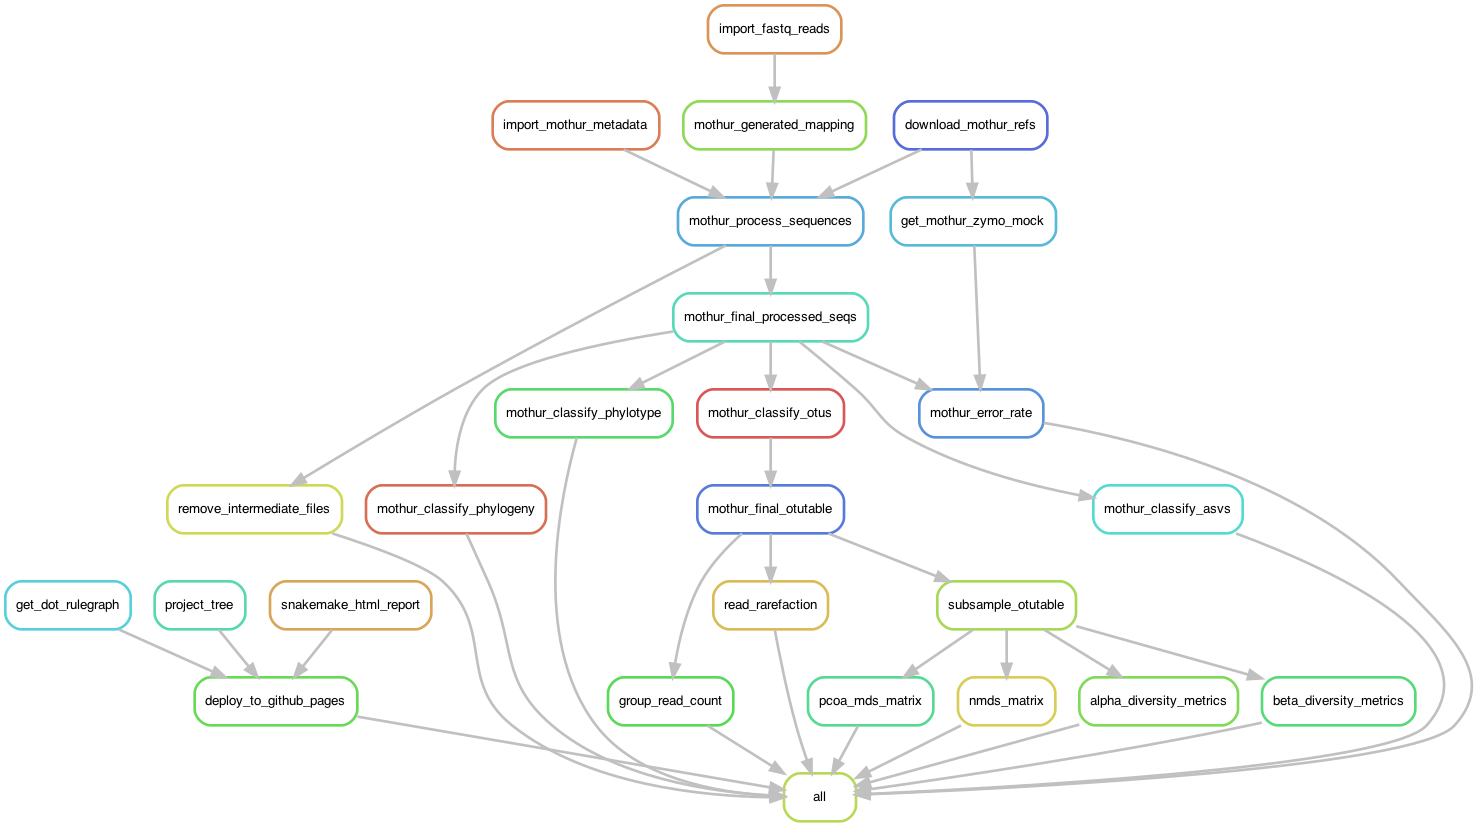 import_fastq_reads
import_mothur_metadata
mothur_generated_mapping
download_mothur_refs
mothur_process_sequences
get_mothur_zymo_mock
mothur_final_processed_seqs
mothur_classify_phylotype
mothur_classify_otus
mothur_error_rate
remove_intermediate_files
mothur_classify_phylogeny
mothur_final_otutable
mothur_classify_asvs
get_dot_rulegraph
project_tree
snakemake_html_report
read_rarefaction
subsample_otutable
deploy_to_github_pages
group_read_count
pcoa_mds_matrix
nmds_matrix
alpha_diversity_metrics
beta_diversity_metrics
all